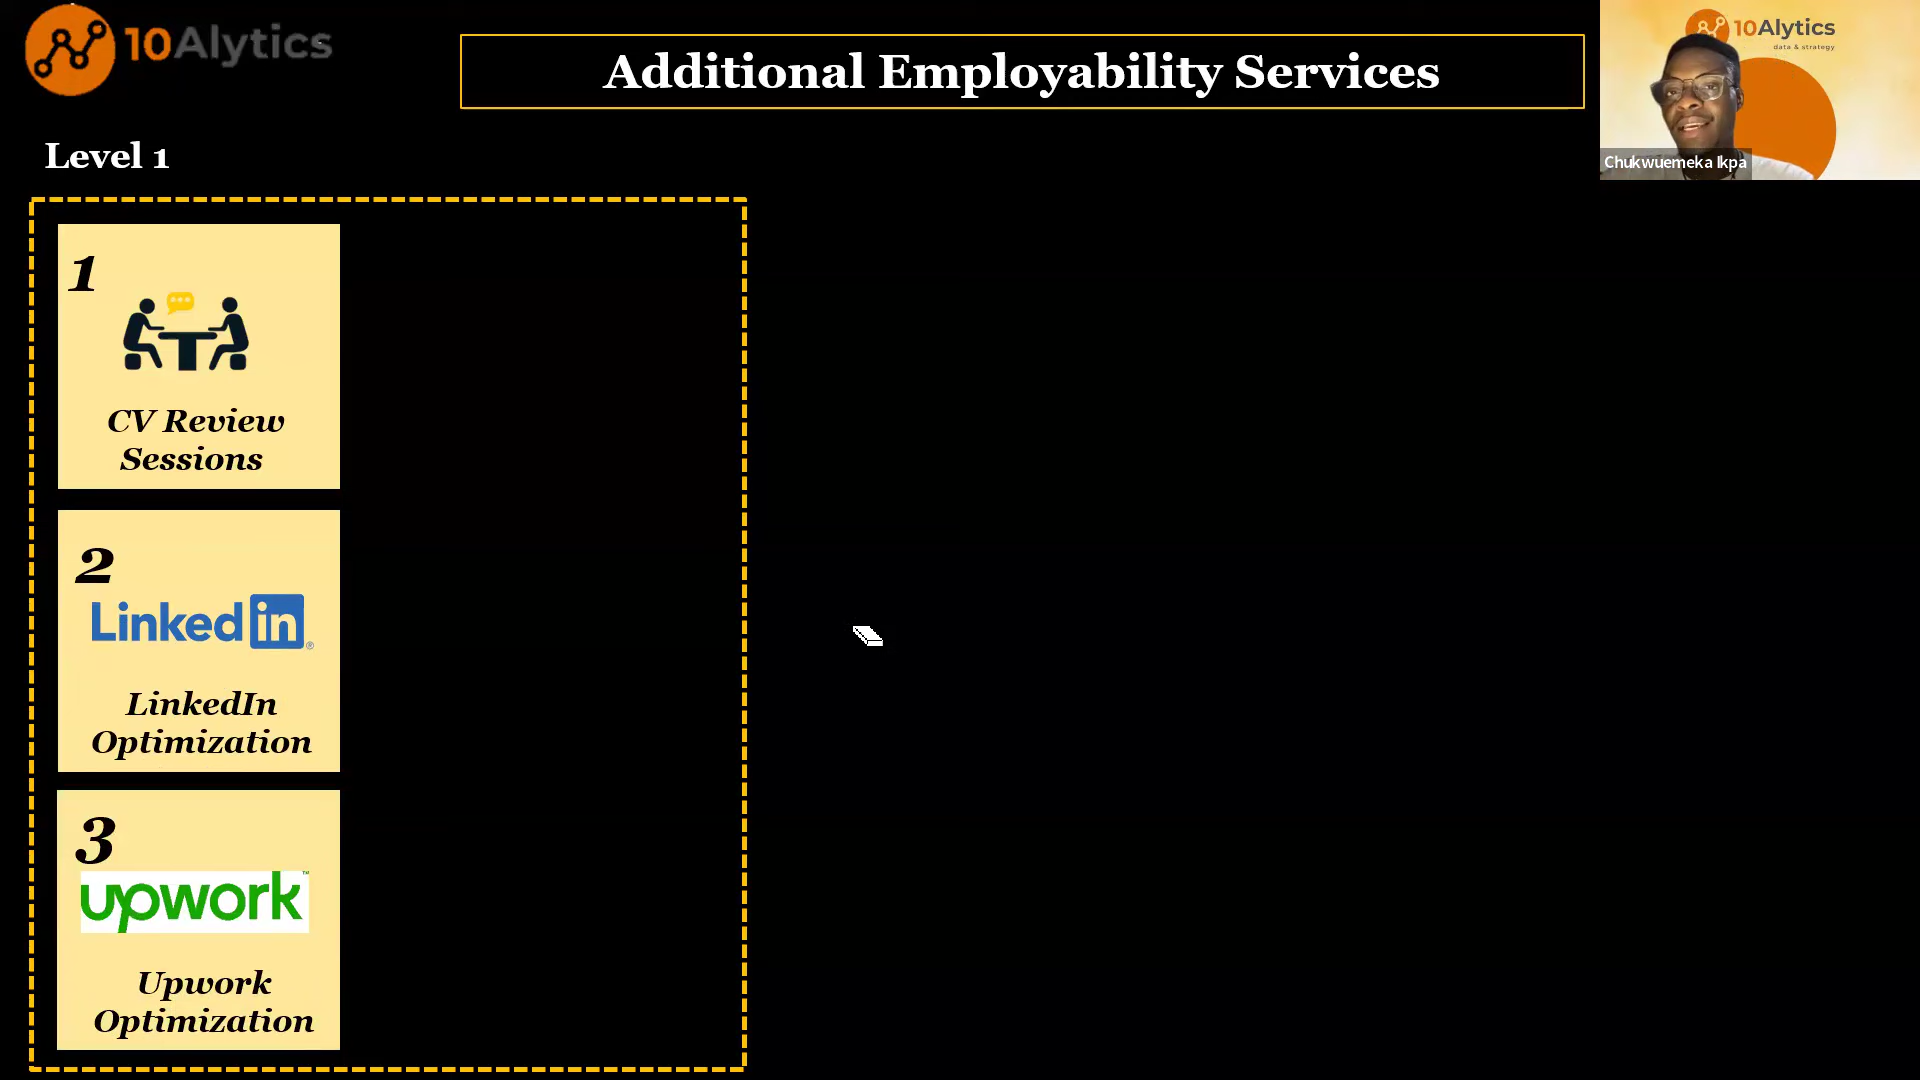 10Alytics
Additional Employability Services
10Alytics
data & strategy
Chukwuemeka Ikpa
Level 1
1
CV Review
Sessions
2
Linkedin®
LinkedIn
Optimization
3
upwork™
Upwork
Optimization